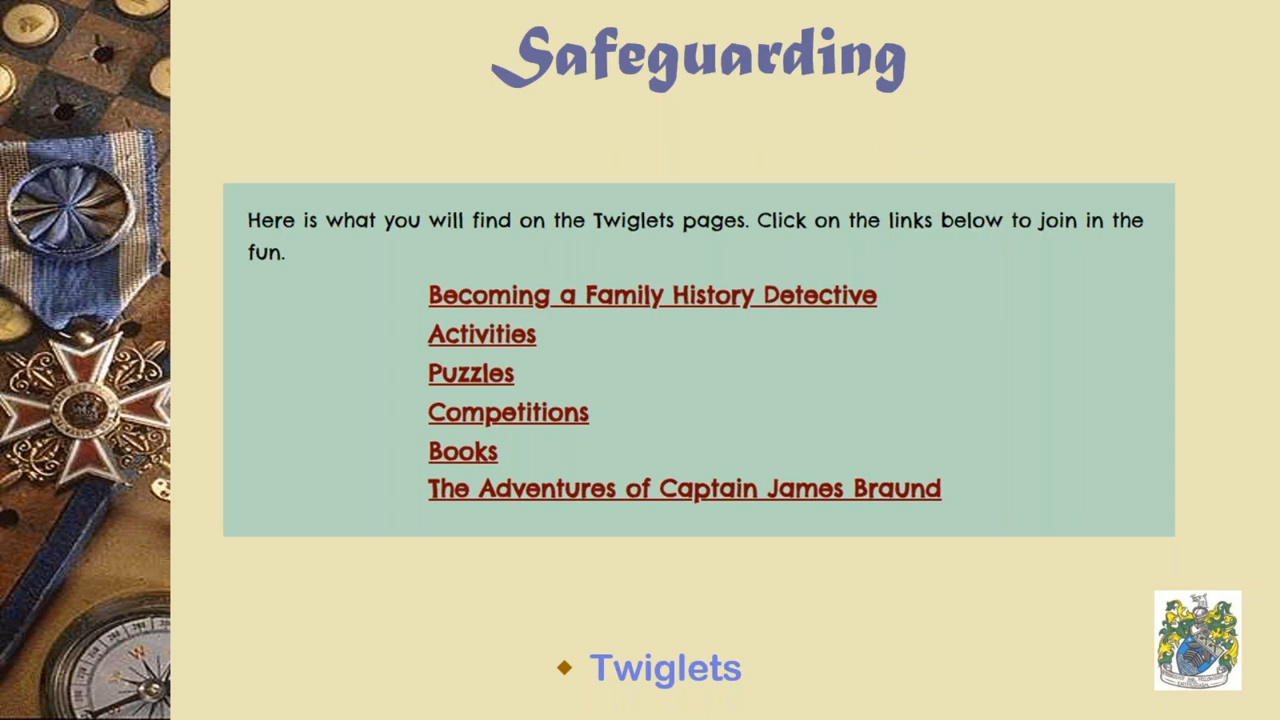 Safeguarding
Here is what you will find on the Twiglets pages. Click on the links below to join in the
fun.
Becoming a Family History Detective
Activities
Puzzles
Competitions
Books
The Adventures of Captain James Braund
Twiglets